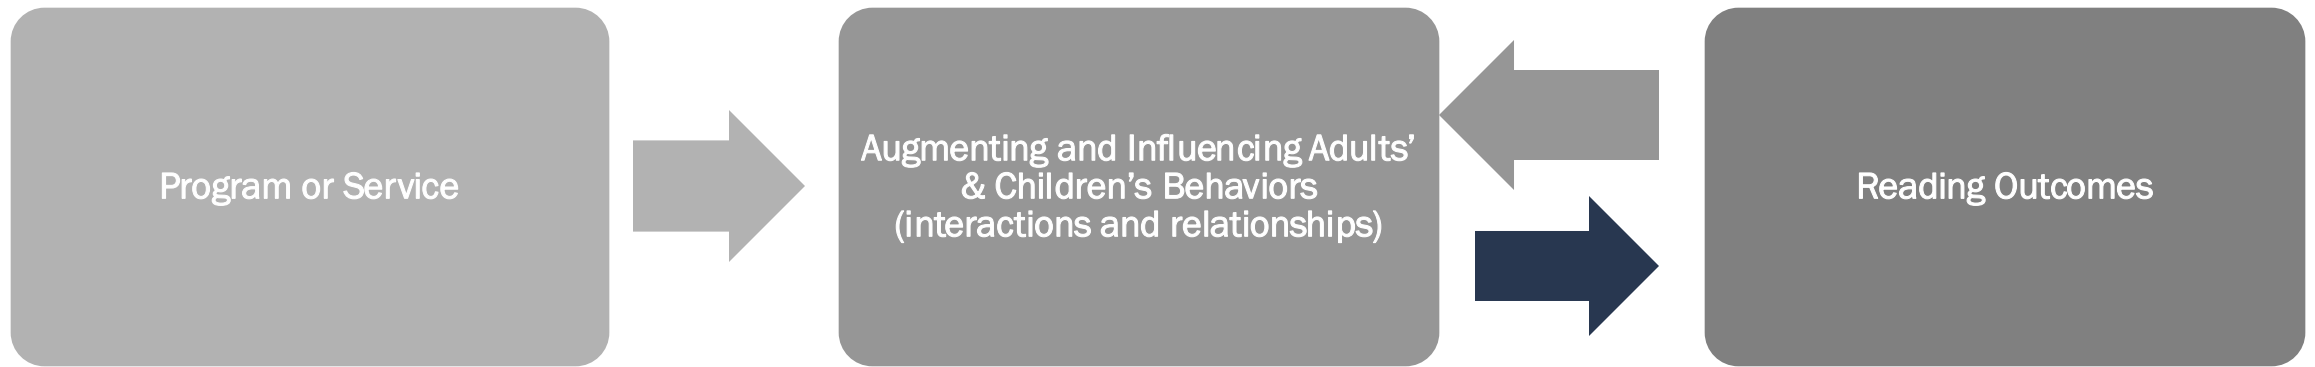 Program or Service
Augmenting and Influencing Adults’
& Children’s Behaviors
(interactions and relationships)
Reading Outcomes